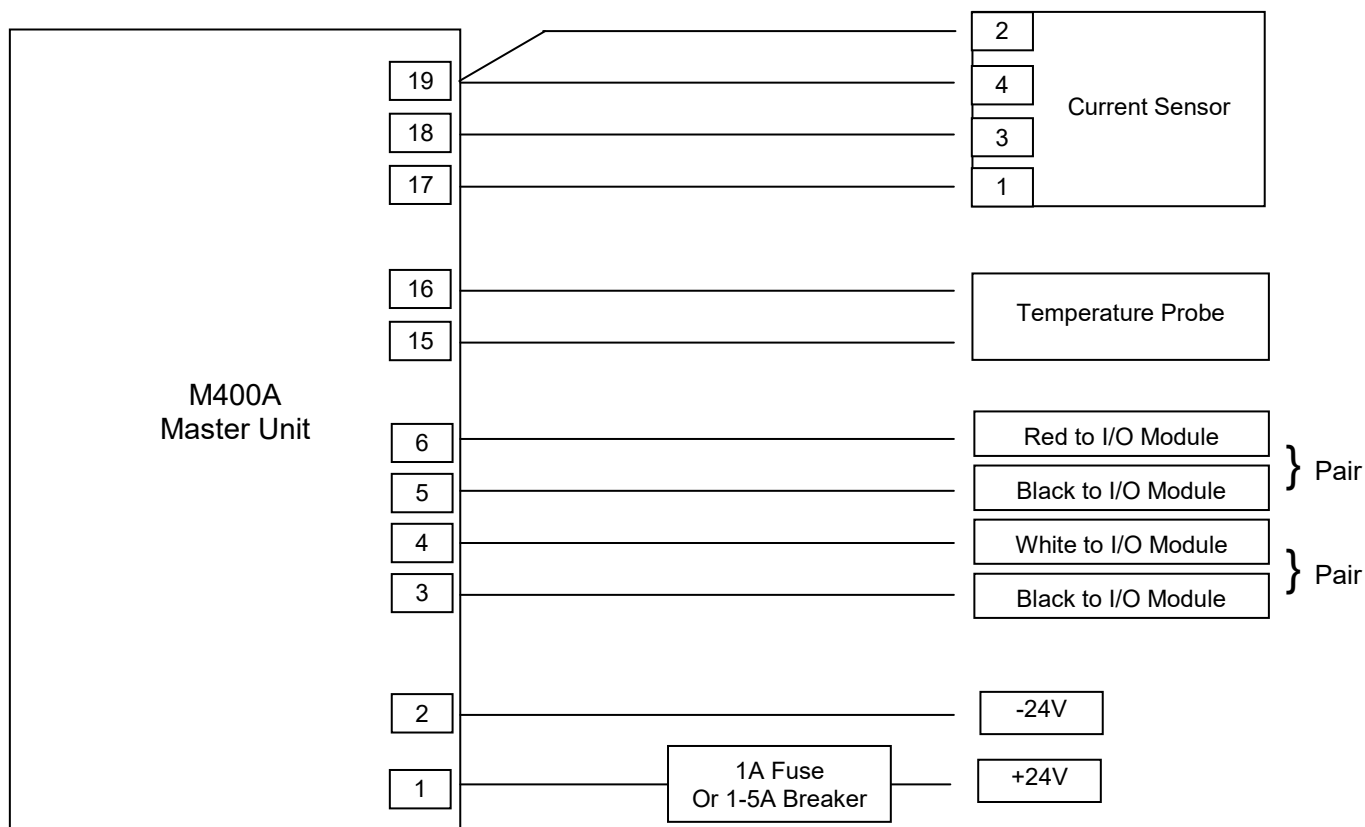 2
19
4
Current Sensor
18
3
17
1
16
Temperature Probe
15
M400A
Master Unit
6
Red to I/O Module
} Pair
5
Black to I/O Module
4
White to I/O Module
} Pair
3
Black to I/O Module
2
-24V
1
1A Fuse
Or 1-5A Breaker
+24V